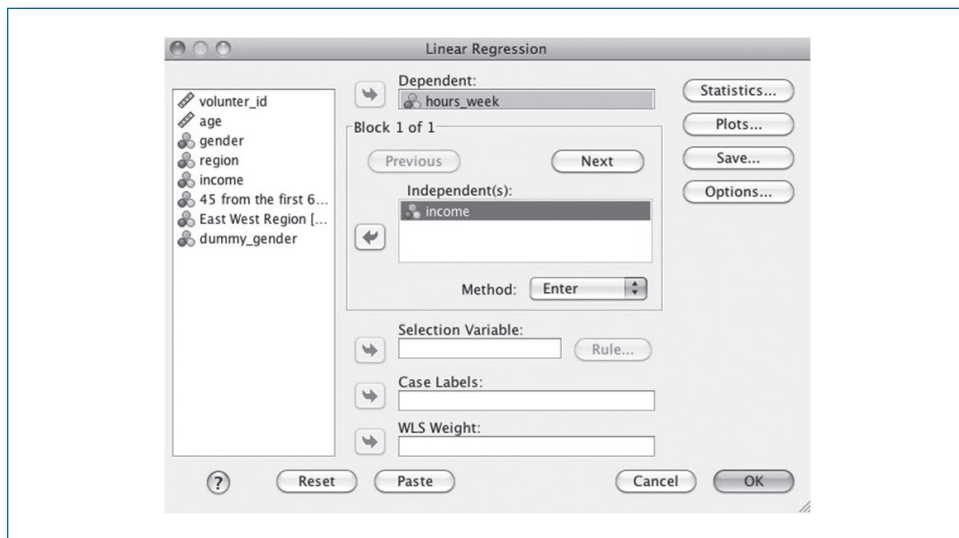 Linear Regression
volunter_id
age
gender
region
income
45 from the first 6...
East West Region [...
dummy_gender
Dependent:
hours_week
Block 1 of 1
Previous
Next
Independent(s):
income
Method:
Enter
Selection Variable:
Rule...
Case Labels:
WLS Weight:
Statistics...
Plots...
Save...
Options...
?
Reset
Paste
Cancel
OK